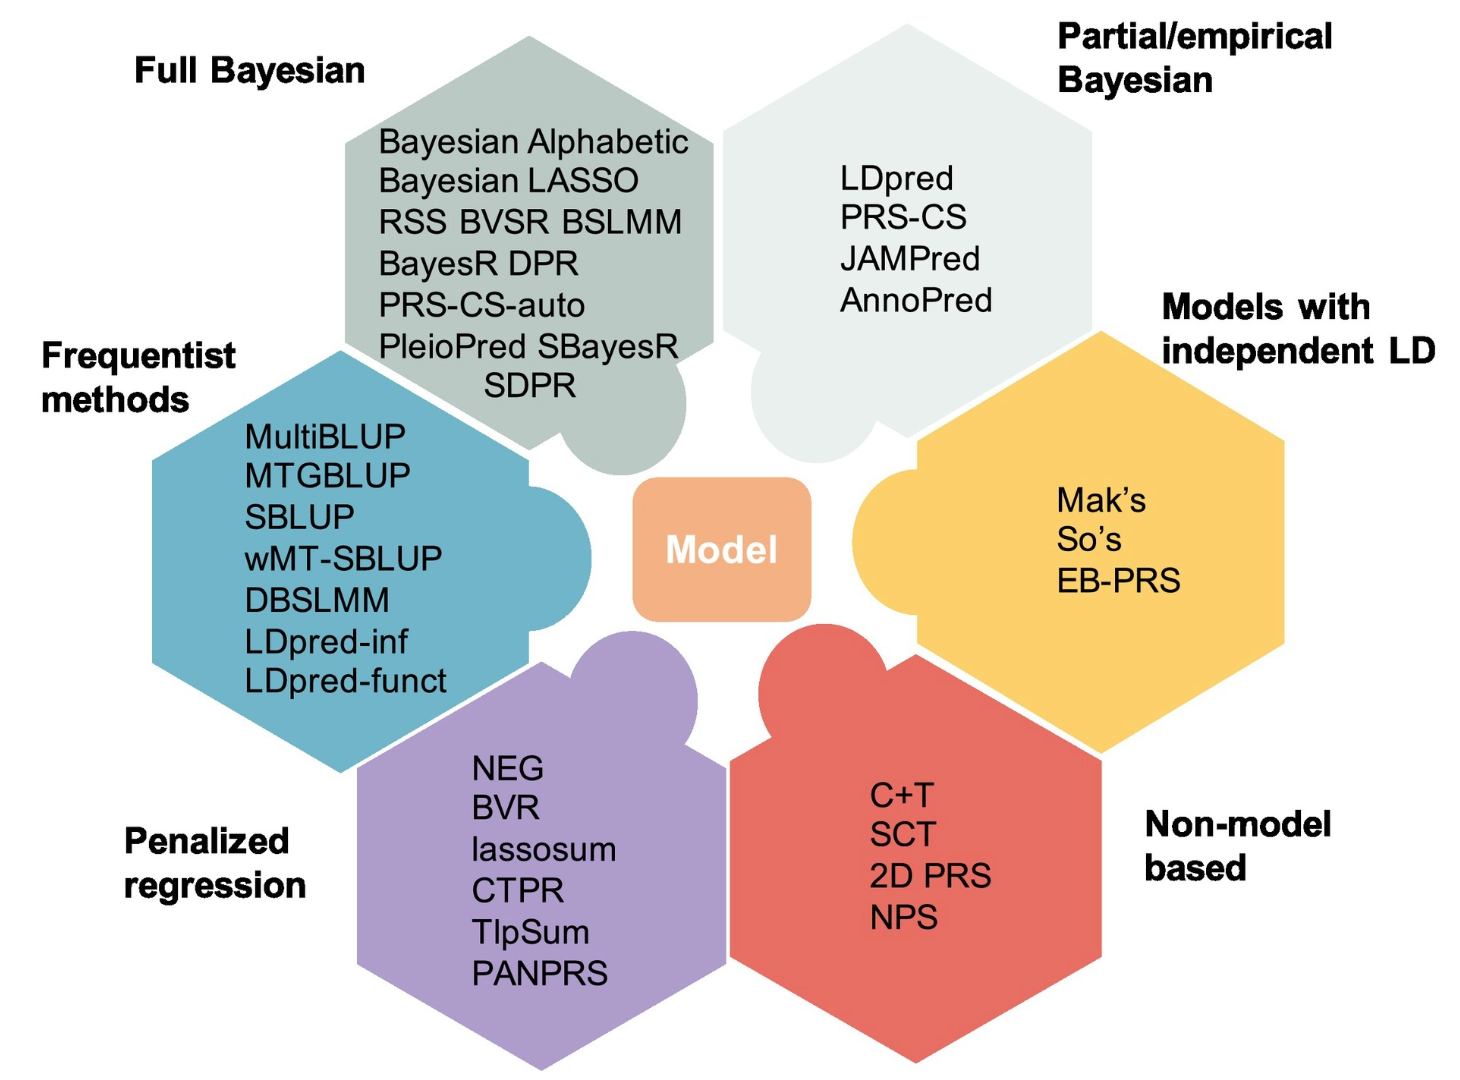 Full Bayesian
Bayesian Alphabetic
Bayesian LASSO
RSS BVSR BSLMM
BayesR DPR
PRS-CS-auto
PleioPred SBayesR
SDPR
Partial/empirical
Bayesian
LDpred
PRS-CS
JAMPred
AnnoPred
Frequentist
methods
MultiBLUP
MTGBLUP
SBLUP
wMT-SBLUP
DBSLMM
LDpred-inf
LDpred-funct
Model
Models with
independent LD
Mak’s
So’s
EB-PRS
Penalized
regression
NEG
BVR
lassosum
CTPR
TlpSum
PANPRS
Non-model
based
C+T
SCT
2D PRS
NPS